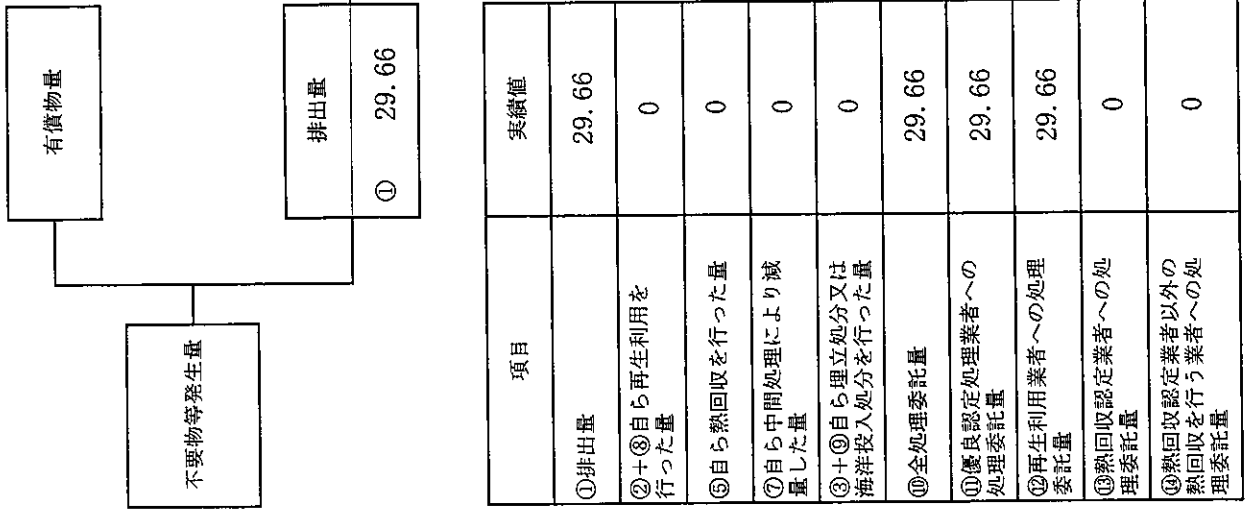 不要物等発生量
有償物量
排出量
① 29.66
項目 実績値
①排出量 29.66
②+⑧自ら再生利用を
行った量 0
⑤自ら熱回収を行った量 0
⑦自ら中間処理により減
量した量 0
③+⑨自ら埋立処分又は
海洋投入処分を行った量 0
⑩全処理委託量 29.66
⑪優良認定処理業者への
処理委託量 29.66
⑫再生利用業者への処理
委託量 29.66
⑬熱回収認定業者への処
理委託量 0
⑭熱回収認定業者以外の
熱回収を行う業者への処
理委託量 0